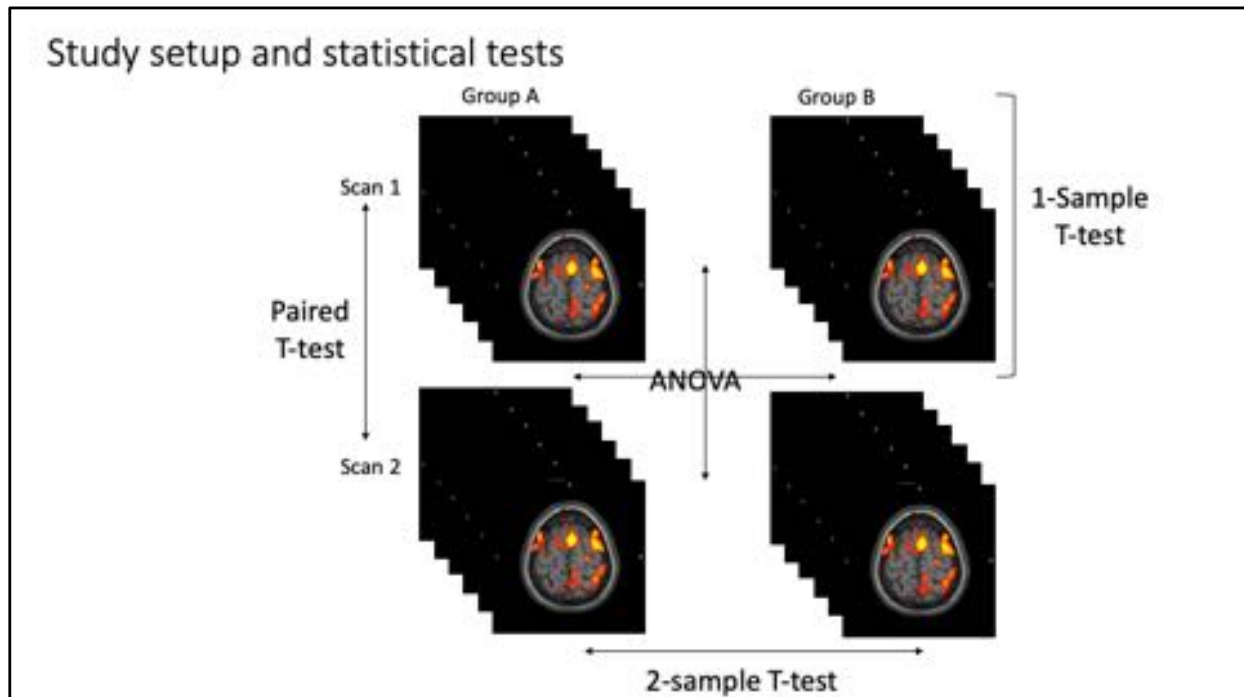 Study setup and statistical tests
Group A
Group B
Scan 1
1-Sample
T-test
Paired
T-test
ANOVA
Scan 2
2-sample T-test